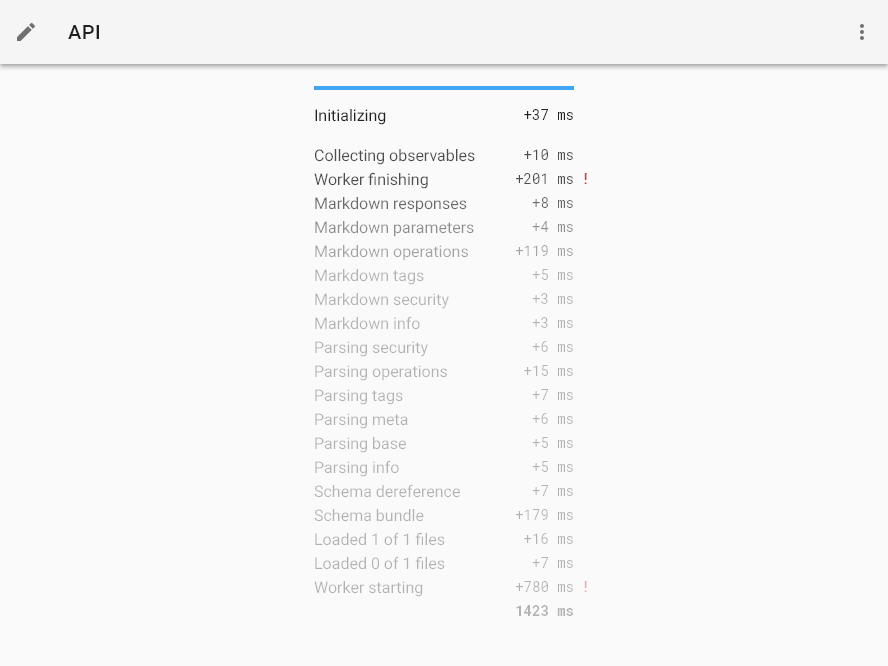 API
Initializing +37 ms
Collecting observables +10 ms
Worker finishing +201 ms !
Markdown responses +8 ms
Markdown parameters +4 ms
Markdown operations +119 ms
Markdown tags +5 ms
Markdown security +3 ms
Markdown info +3 ms
Parsing security +6 ms
Parsing operations +15 ms
Parsing tags +7 ms
Parsing meta +6 ms
Parsing base +5 ms
Parsing info +5 ms
Schema dereference +7 ms
Schema bundle +179 ms
Loaded 1 of 1 files +16 ms
Loaded 0 of 1 files +7 ms
Worker starting +780 ms !
1423 ms